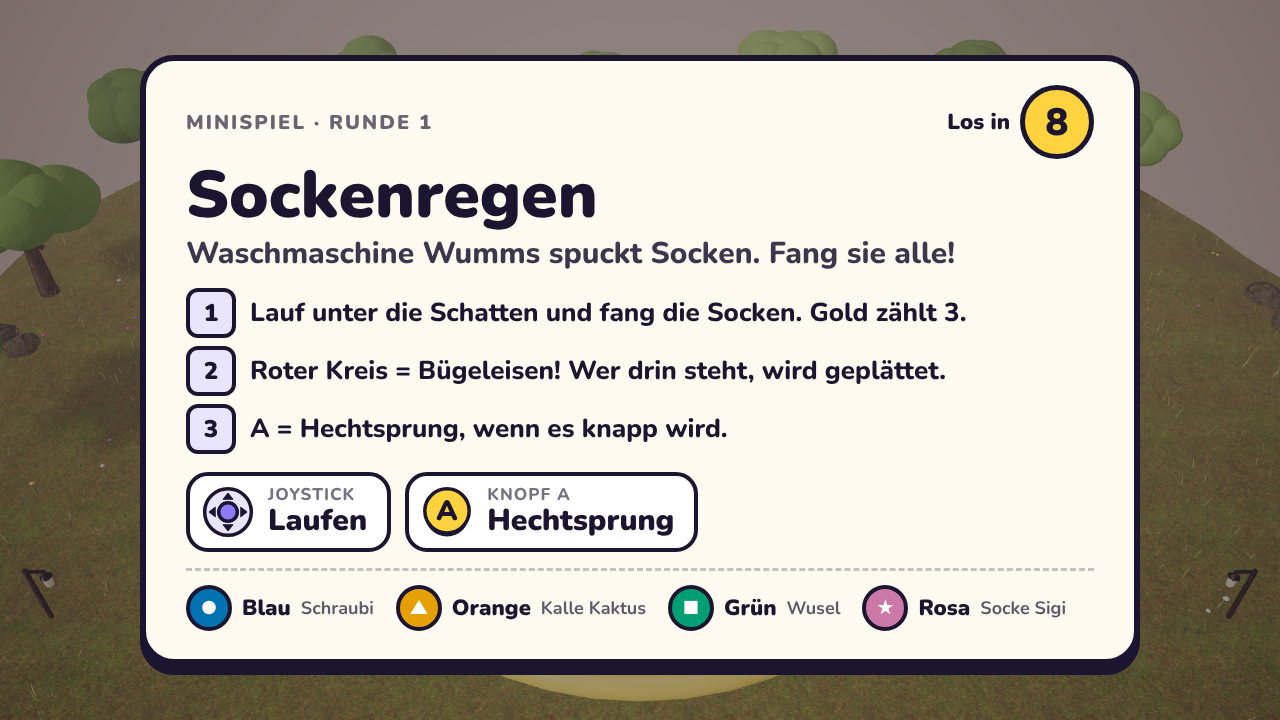 MINISPIEL · RUNDE 1
Los in 8
Sockenregen
Waschmaschine Wumms spuckt Socken. Fang sie alle!
1 Lauf unter die Schatten und fang die Socken. Gold zählt 3.
2 Roter Kreis = Bügeleisen! Wer drin steht, wird geplättet.
3 A = Hechtsprung, wenn es knapp wird.
JOYSTICK
Laufen
A
KNOPF A
Hechtsprung
Blau Schraubi Orange Kalle Kaktus Grün Wusel Rosa Socke Sigi